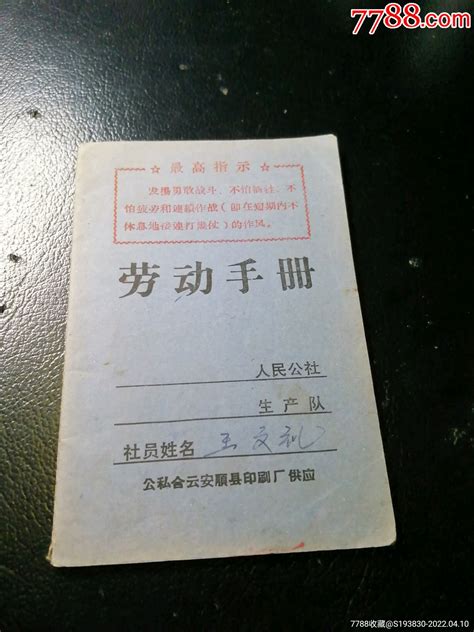 7788.com
☆ 最高指示 ☆
发扬勇敢战斗、不怕牺牲、不
怕疲劳和连续作战(即在短期内不
休息地接连打几仗)的作风。
劳动手册
人民公社
生产队
社员姓名 王文礼
公私合云安顺县印刷厂供应
7788收藏@S193830-2022.04.10